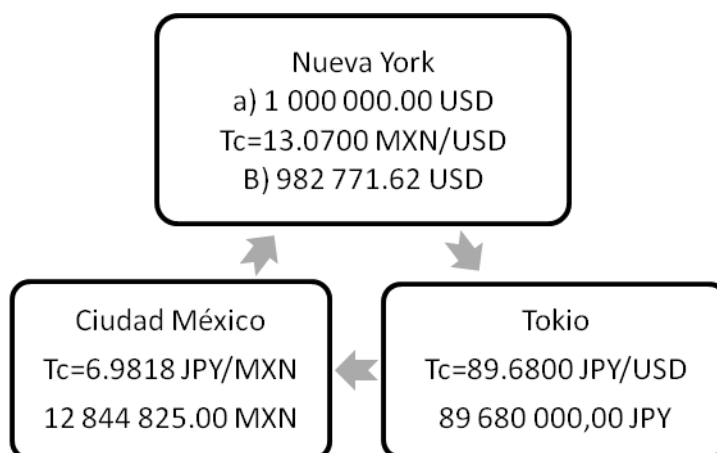 Nueva York
a) 1 000 000.00 USD
Tc=13.0700 MXN/USD
B) 982 771.62 USD
Ciudad México
Tc=6.9818 JPY/MXN
12 844 825.00 MXN
Tokio
Tc=89.6800 JPY/USD
89 680 000,00 JPY